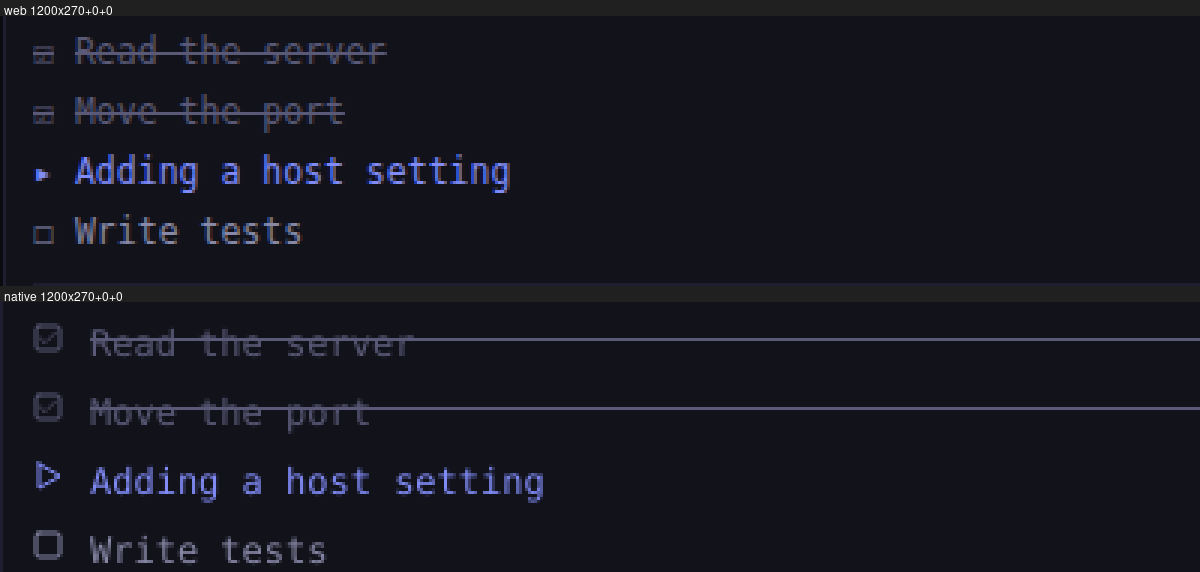 web 1200x270+0+0
☑ Read the server
☑ Move the port
▸ Adding a host setting
☐ Write tests
native 1200x270+0+0
Read the server
Move the port
Adding a host setting
Write tests